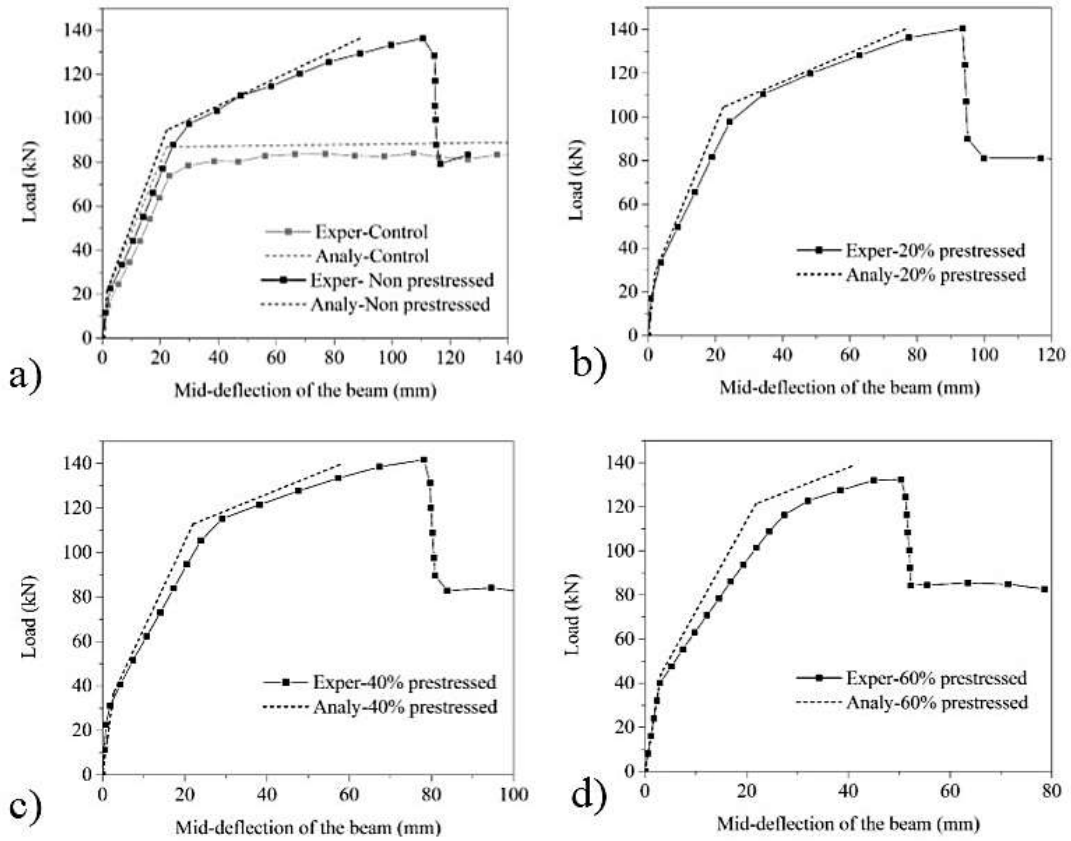 140
120
100
80
60
40
20
0
Load (kN)
Exper-Control
Analy-Control
Exper- Non prestressed
Analy-Non prestressed
0 20 40 60 80 100 120 140
Mid-deflection of the beam (mm)
a)
140
120
100
80
60
40
20
0
Load (kN)
Exper-20% prestressed
Analy-20% prestressed
0 20 40 60 80 100 120
Mid-deflection of the beam (mm)
b)
140
120
100
80
60
40
20
0
Load (kN)
Exper-40% prestressed
Analy-40% prestressed
0 20 40 60 80 100
Mid-deflection of the beam (mm)
c)
140
120
100
80
60
40
20
0
Load (kN)
Exper-60% prestressed
Analy-60% prestressed
0 20 40 60 80
Mid-deflection of the beam (mm)
d)